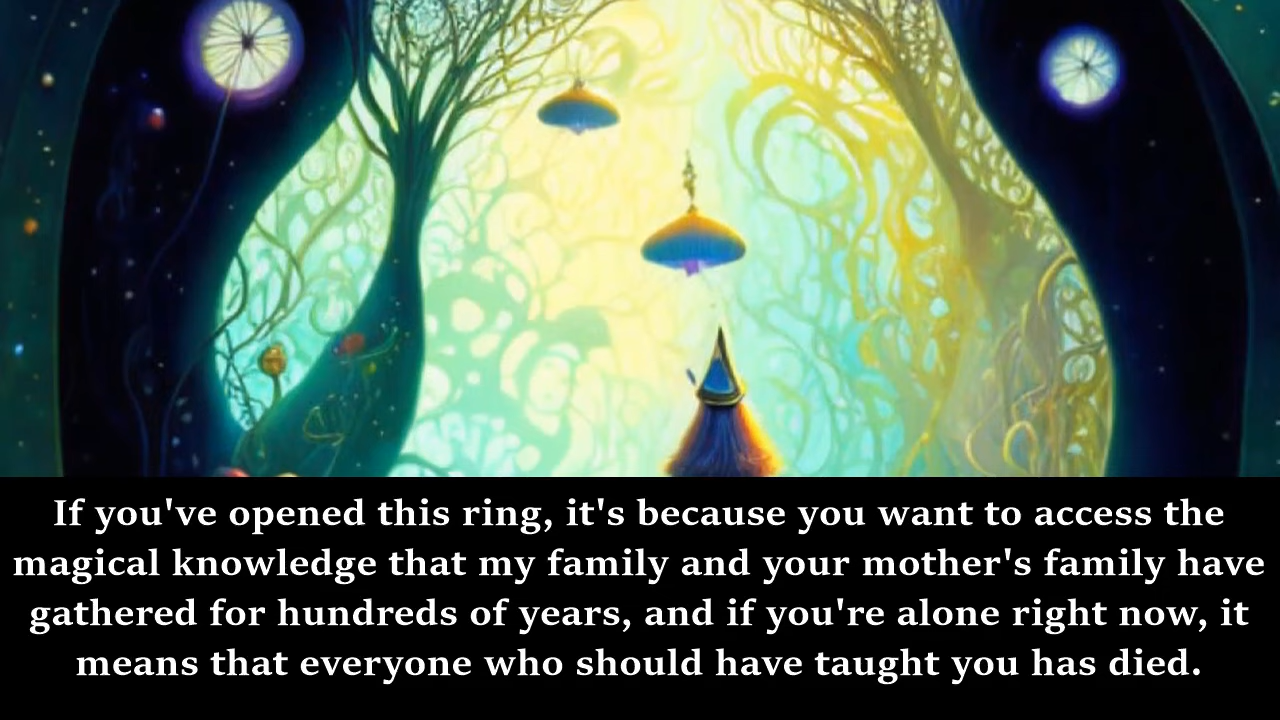 If you've opened this ring, it's because you want to access the
magical knowledge that my family and your mother's family have
gathered for hundreds of years, and if you're alone right now, it
means that everyone who should have taught you has died.